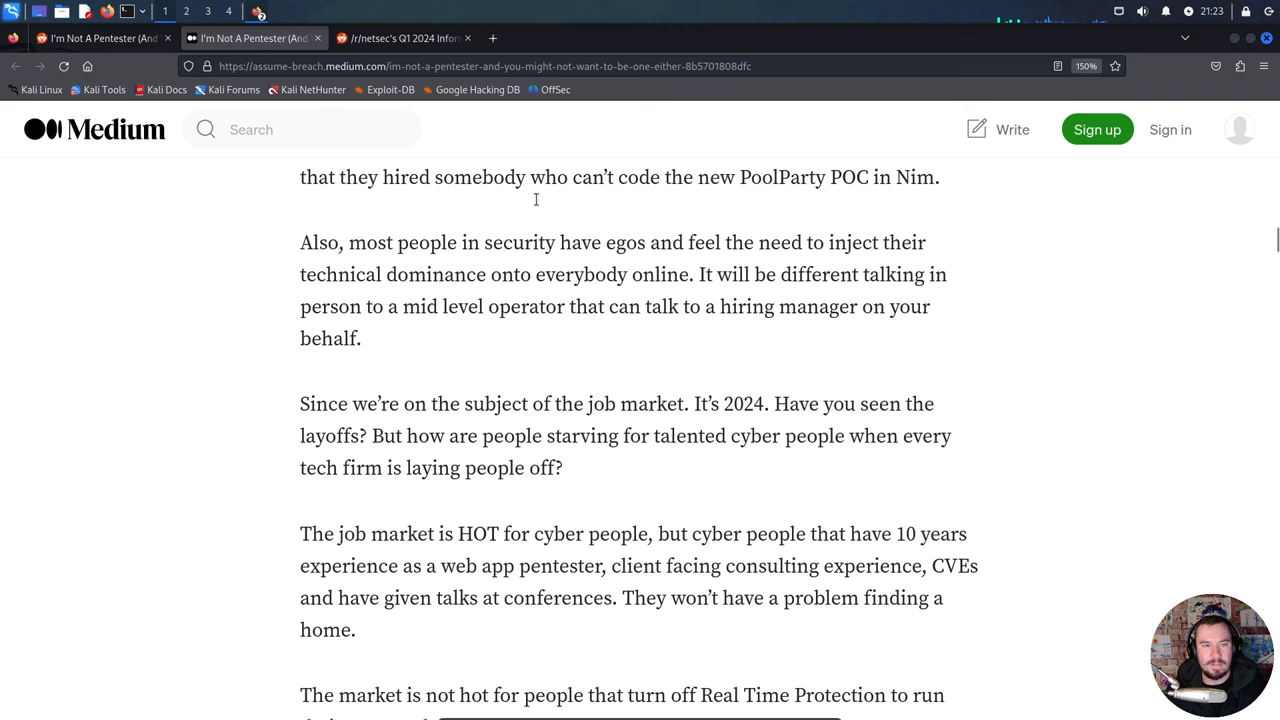 1 2 3 4 2 21:23
I'm Not A Pentester (And × I'm Not A Pentester (And × /r/netsec's Q1 2024 Infor × +
https://assume-breach.medium.com/im-not-a-pentester-and-you-might-not-want-to-be-one-either-8b5701808dfc 150%
Kali Linux Kali Tools Kali Docs Kali Forums Kali NetHunter Exploit-DB Google Hacking DB OffSec
Medium Search Write Sign up Sign in
that they hired somebody who can’t code the new PoolParty POC in Nim.
Also, most people in security have egos and feel the need to inject their
technical dominance onto everybody online. It will be different talking in
person to a mid level operator that can talk to a hiring manager on your
behalf.
Since we’re on the subject of the job market. It’s 2024. Have you seen the
layoffs? But how are people starving for talented cyber people when every
tech firm is laying people off?
The job market is HOT for cyber people, but cyber people that have 10 years
experience as a web app pentester, client facing consulting experience, CVEs
and have given talks at conferences. They won’t have a problem finding a
home.
The market is not hot for people that turn off Real Time Protection to run